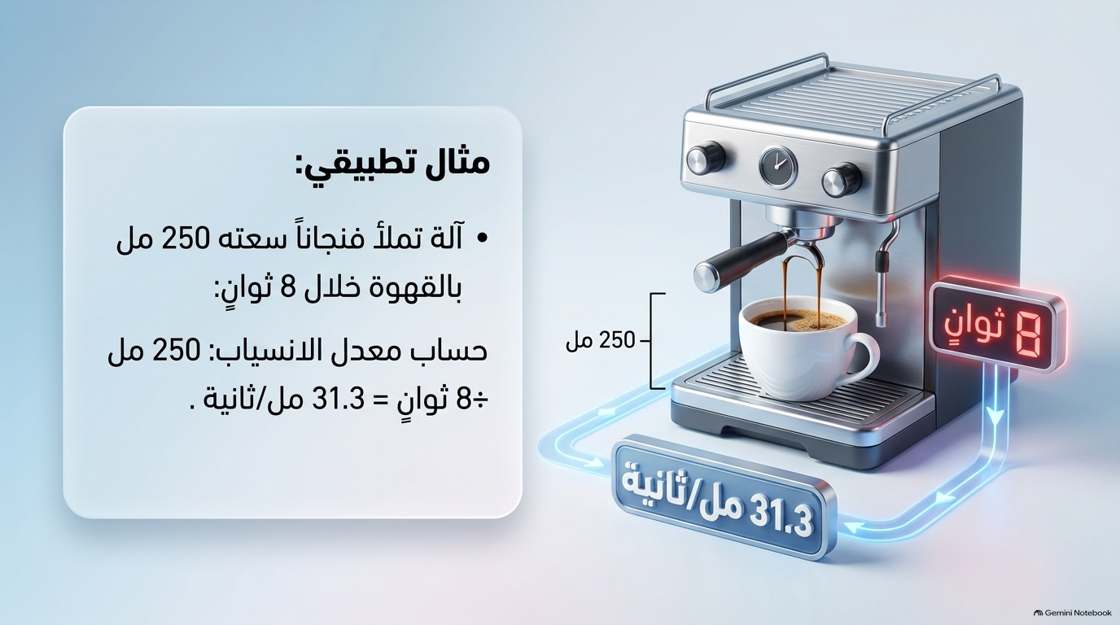 مثال تطبيقي:
• آلة تملأ فنجاناً سعته 250 مل
بالقهوة خلال 8 ثوانٍ:
حساب معدل الانسياب: 250 مل
÷8 ثوانٍ = 31.3 مل/ثانية .
250 مل
8 ثوانٍ
31.3 مل/ثانية
Gemini Notebook